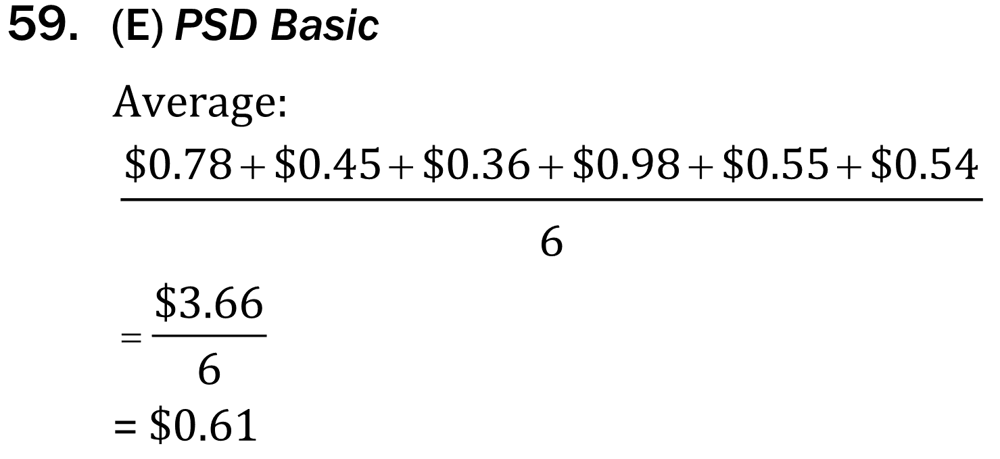 59. (E) PSD Basic
Average:
$0.78 + $0.45 + $0.36 + $0.98 + $0.55 + $0.54
6
= $3.66
6
= $0.61